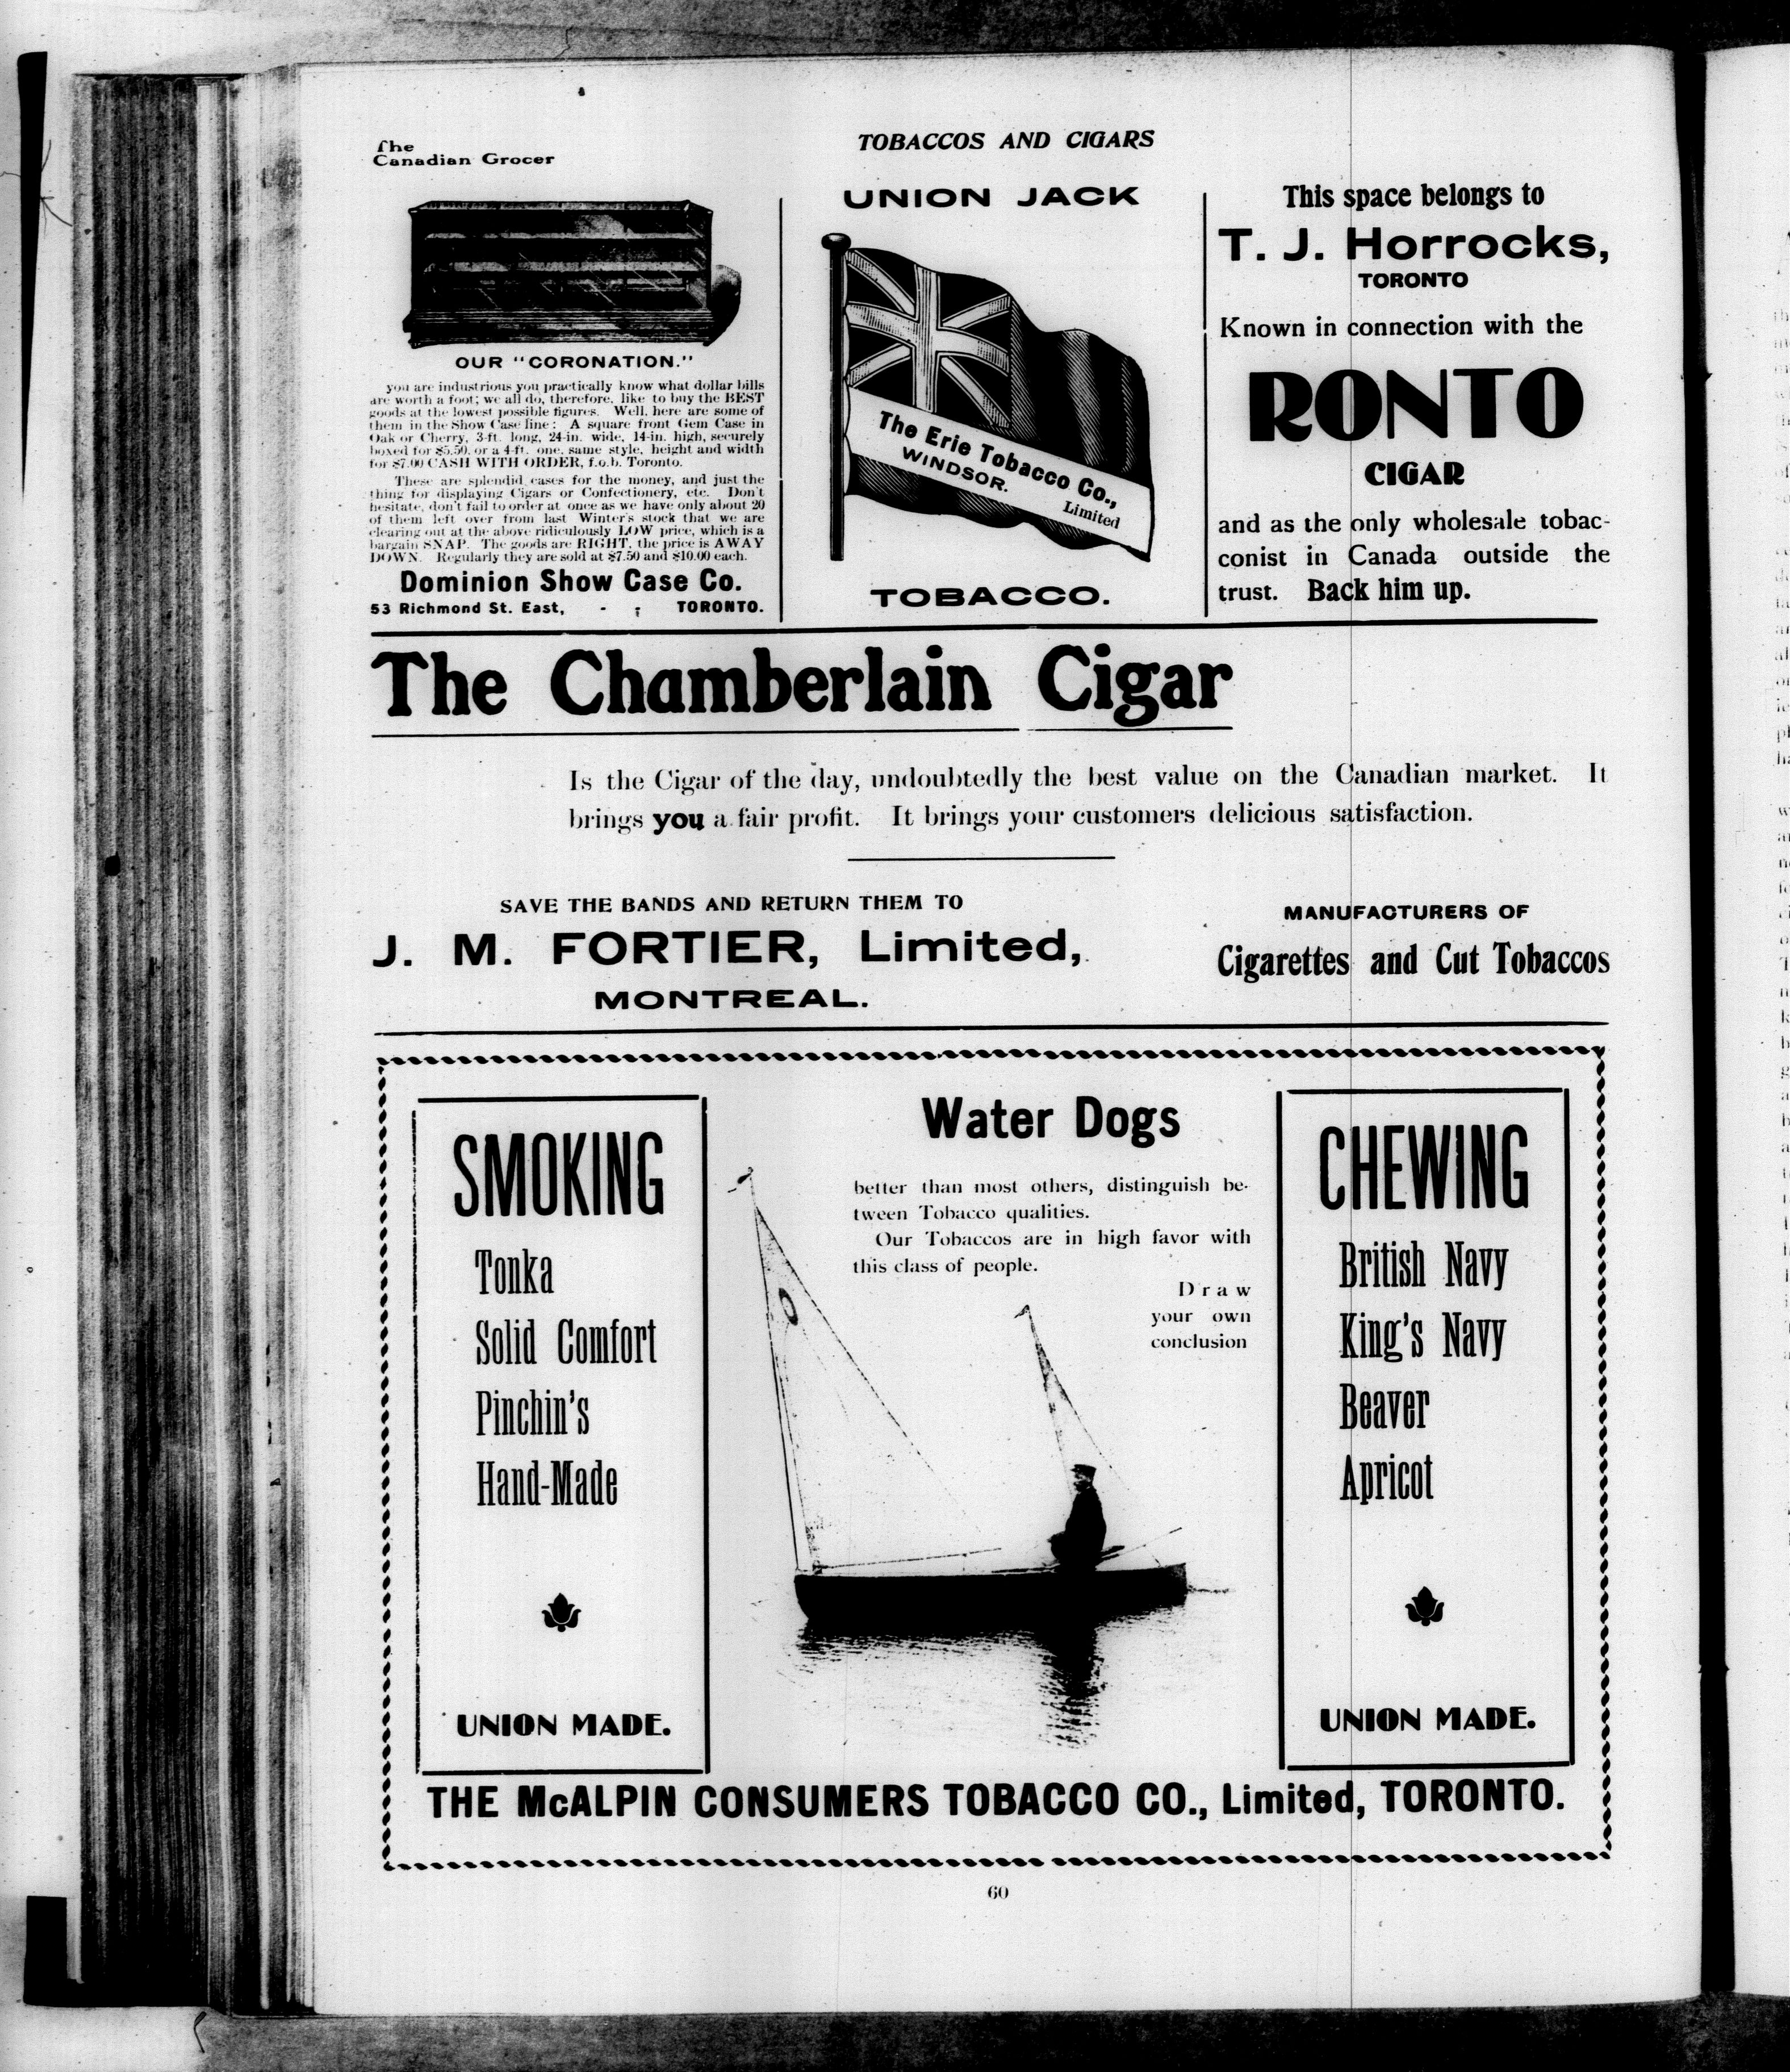 The
Canadian Grocer
TOBACCOS AND CIGARS
OUR "CORONATION."
you are industrious you practically know what dollar bills
are worth a foot; we all do, therefore, like to buy the BEST
goods at the lowest possible figures. Well, here are some of
them in the Show Case line: A square front Gem Case in
Oak or Cherry, 3-ft. long, 24-in. wide, 14-in. high, securely
boxed for $5.50, or a 4-ft. one, same style, height and width
for $7.00 CASH WITH ORDER, f.o.b. Toronto.
These are splendid cases for the money, and just the
thing for displaying Cigars or Confectionery, etc. Don't
hesitate, don't fail to order at once as we have only about 20
of them left over from last Winter's stock that we are
clearing out at the above ridiculously LOW price, which is a
bargain SNAP. The goods are RIGHT, the price is AWAY
DOWN. Regularly they are sold at $7.50 and $10.00 each.
Dominion Show Case Co.
53 Richmond St. East, - - TORONTO.
UNION JACK
The Erie Tobacco Co.,
WINDSOR.
Limited
TOBACCO.
This space belongs to
T. J. Horrocks,
TORONTO
Known in connection with the
RONTO
CIGAR
and as the only wholesale tobac-
conist in Canada outside the
trust. Back him up.
The Chamberlain Cigar
Is the Cigar of the day, undoubtedly the best value on the Canadian market. It
brings you a fair profit. It brings your customers delicious satisfaction.
SAVE THE BANDS AND RETURN THEM TO
J. M. FORTIER, Limited,
MONTREAL.
MANUFACTURERS OF
Cigarettes and Cut Tobaccos
SMOKING
Tonka
Solid Comfort
Pinchin's
Hand-Made
UNION MADE.
Water Dogs
better than most others, distinguish be-
tween Tobacco qualities.
Our Tobaccos are in high favor with
this class of people.
Draw
your own
conclusion
CHEWING
British Navy
King's Navy
Beaver
Apricot
UNION MADE.
THE McALPIN CONSUMERS TOBACCO CO., Limited, TORONTO.
60